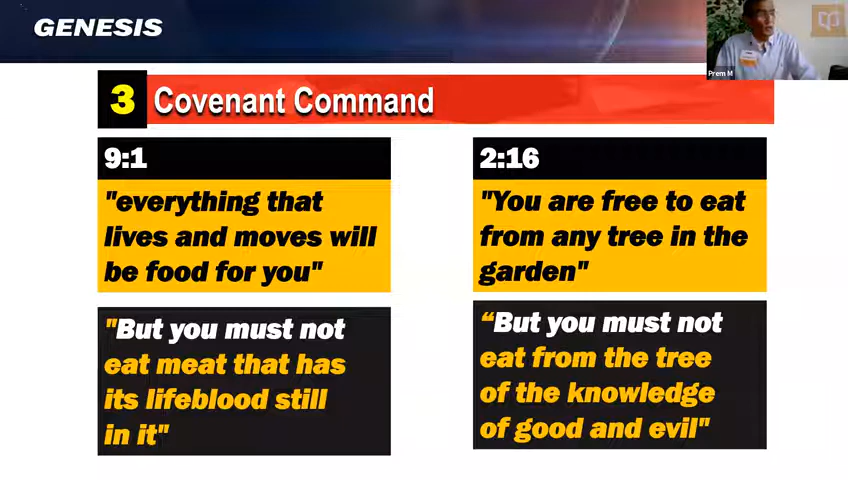 GENESIS
Prem M
3 Covenant Command
9:1
"everything that
lives and moves will
be food for you"
"But you must not
eat meat that has
its lifeblood still
in it"
2:16
"You are free to eat
from any tree in the
garden"
“But you must not
eat from the tree
of the knowledge
of good and evil"